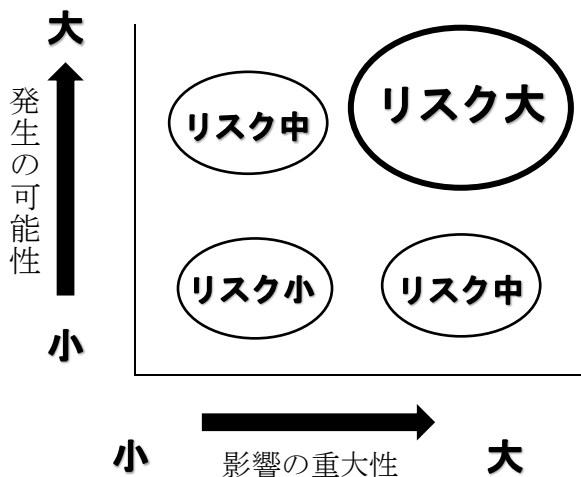 大
発生の可能性
リスク中
リスク大
リスク小
リスク中
小
小
影響の重大性
大